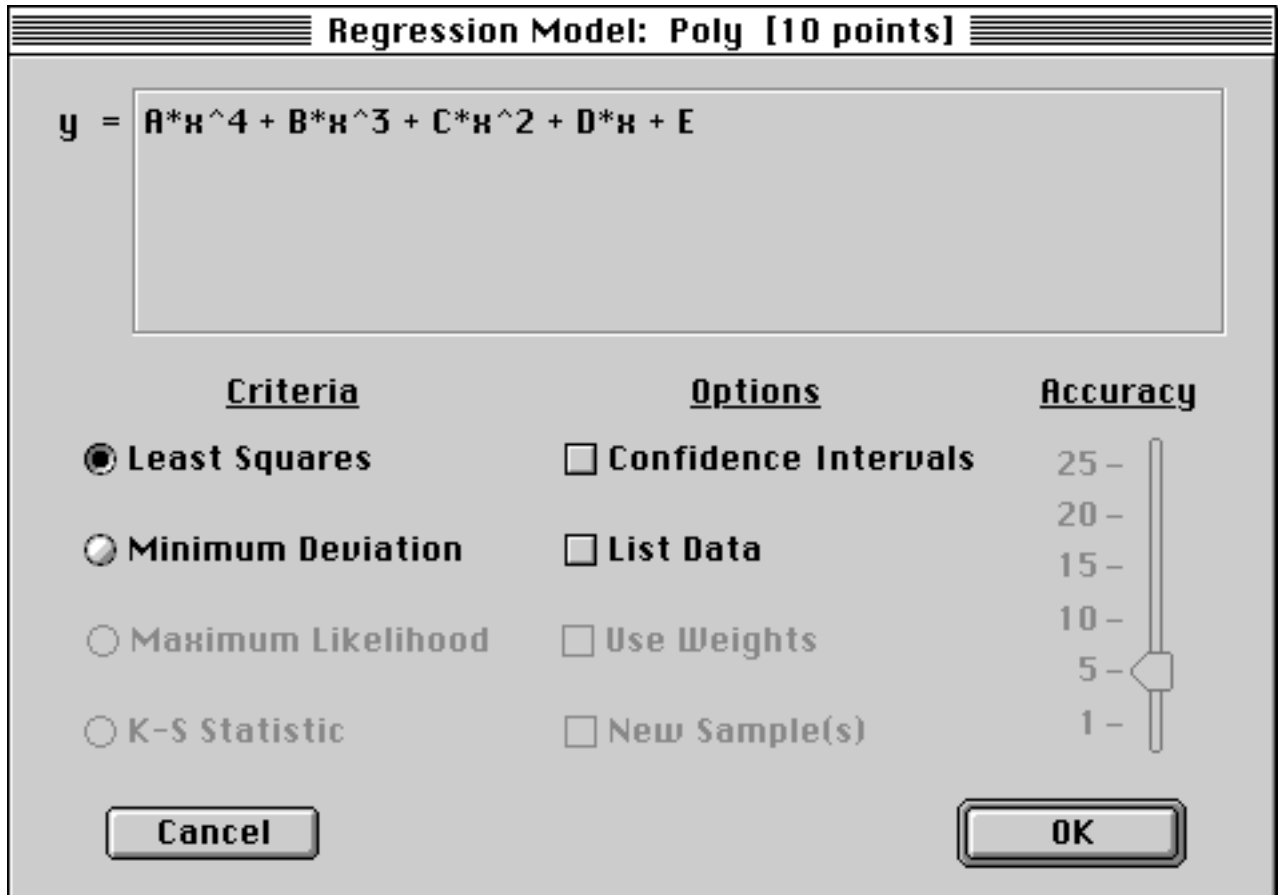 Regression Model: Poly [10 points]
y = A*x^4 + B*x^3 + C*x^2 + D*x + E
Criteria
Options
Accuracy
Least Squares
Confidence Intervals
25 –
20 –
Minimum Deviation
List Data
15 –
10 –
Maximum Likelihood
Use Weights
5 –
K-S Statistic
New Sample(s)
1 –
Cancel
OK